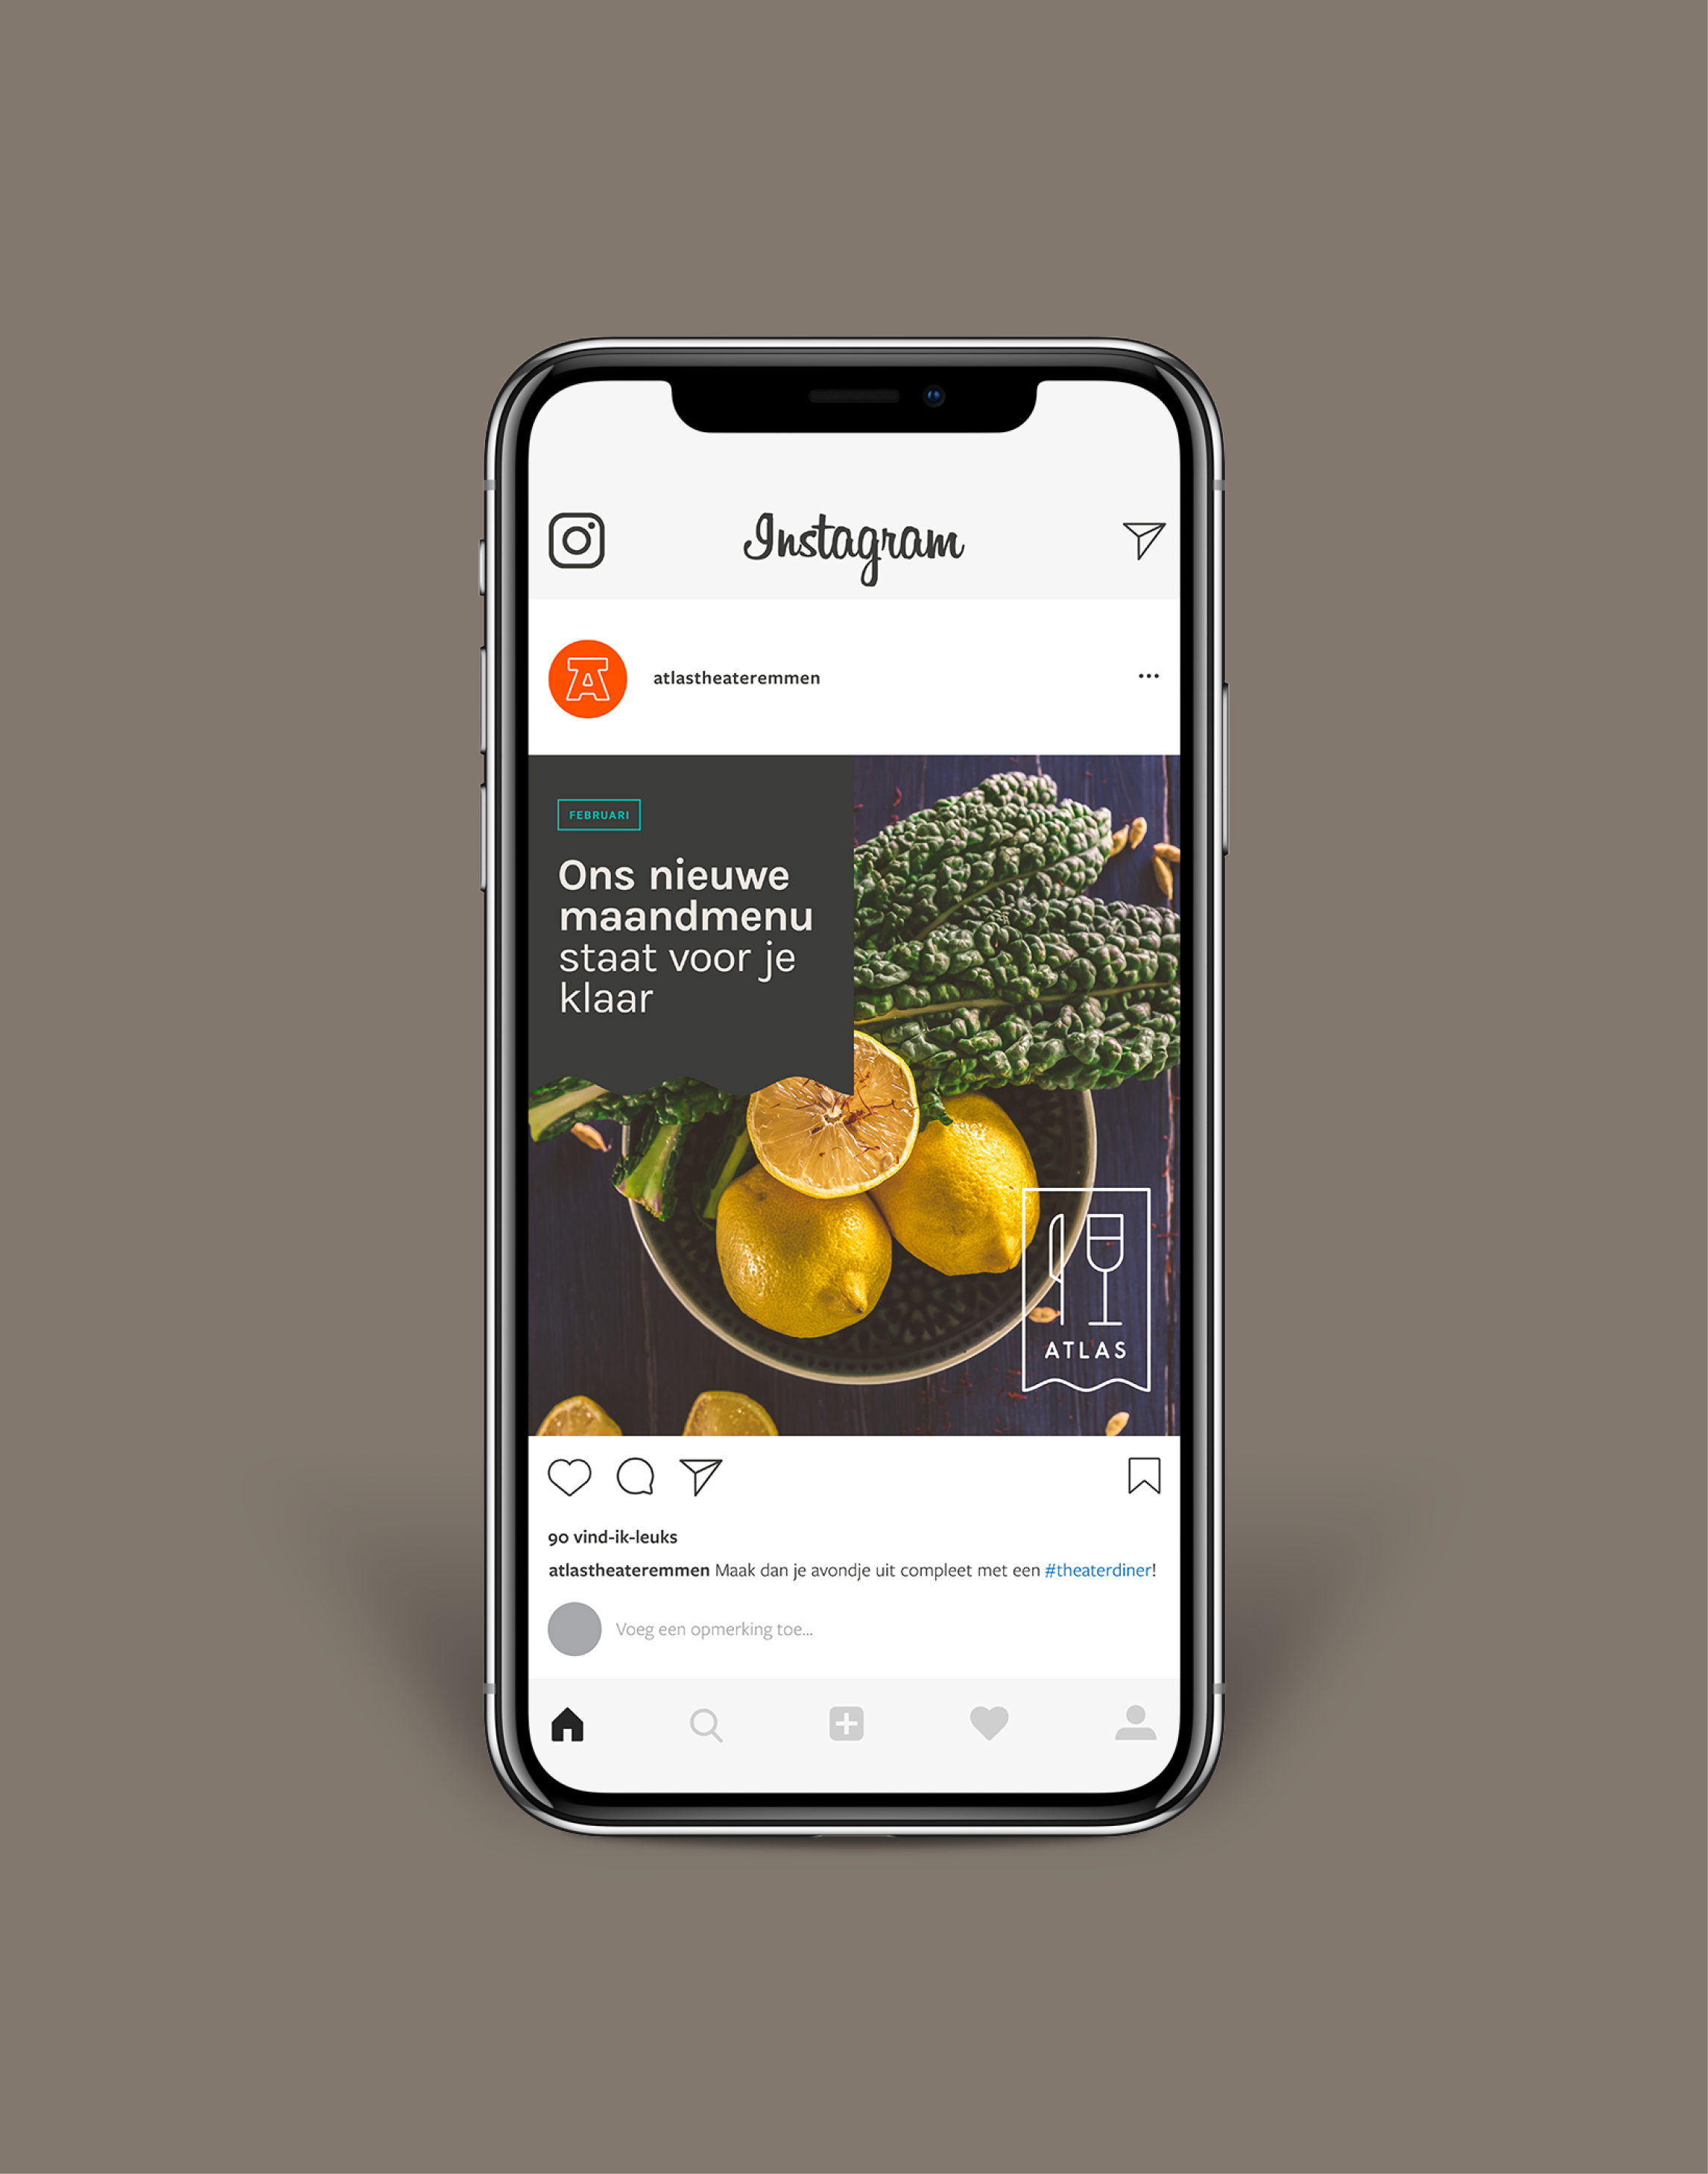 Instagram
A
atlastheateremmen
FEBRUARI
Ons nieuwe
maandmenu
staat voor je
klaar
ATLAS
90 vind-ik-leuks
atlastheateremmen Maak dan je avondje uit compleet met een #theaterdiner!
Voeg een opmerking toe...